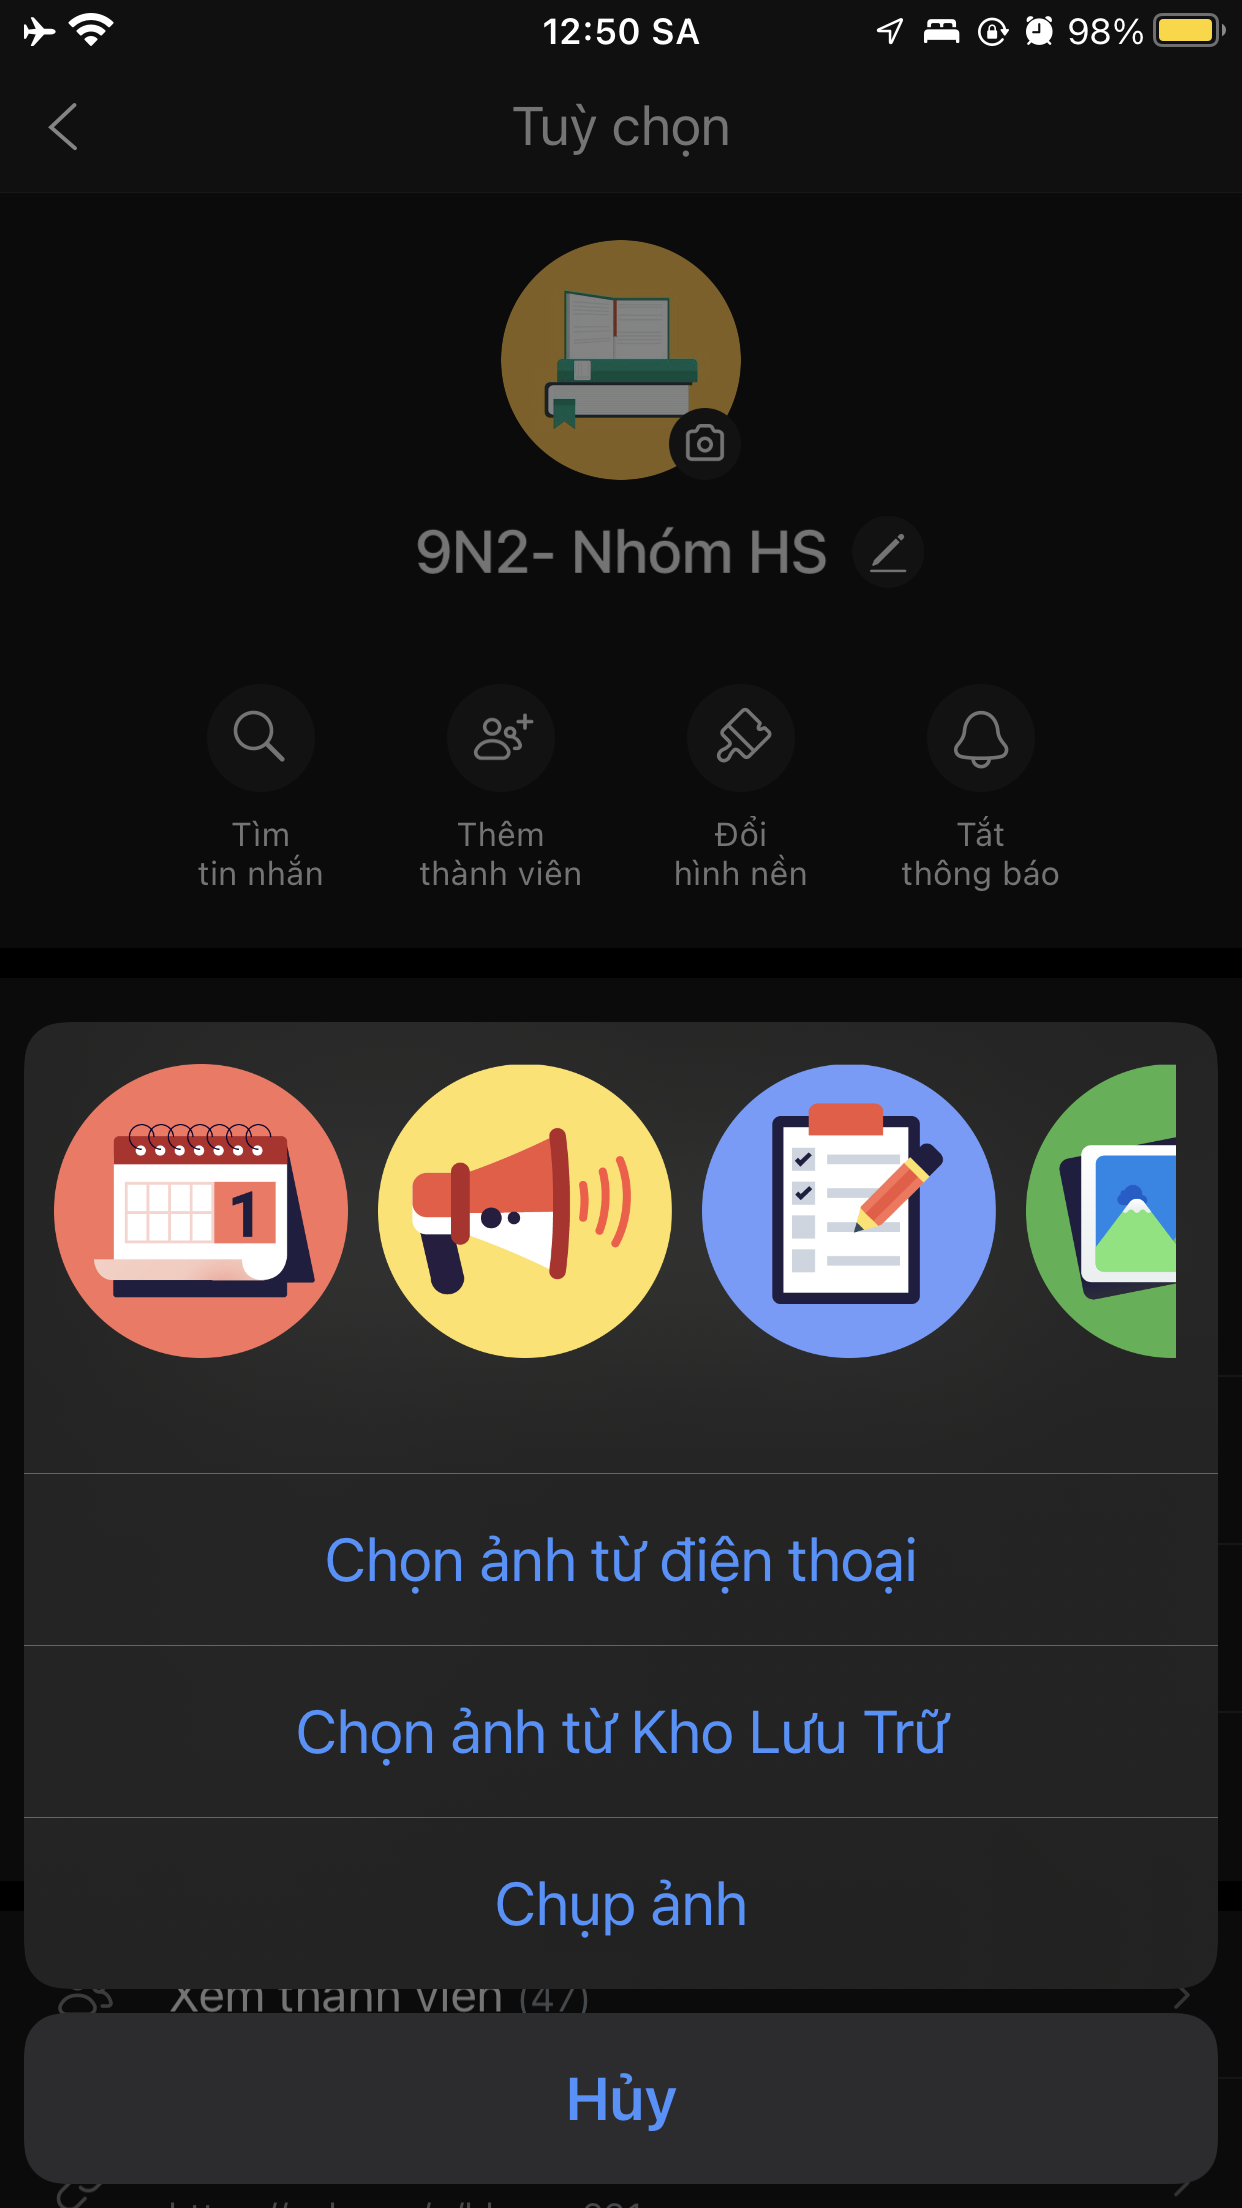 12:50 SA
98%
Tuỳ chọn
9N2- Nhóm HS
Tìm
tin nhắn
Thêm
thành viên
Đổi
hình nền
Tắt
thông báo
1
Chọn ảnh từ điện thoại
Chọn ảnh từ Kho Lưu Trữ
Chụp ảnh
Xem thành viên (47)
Hủy